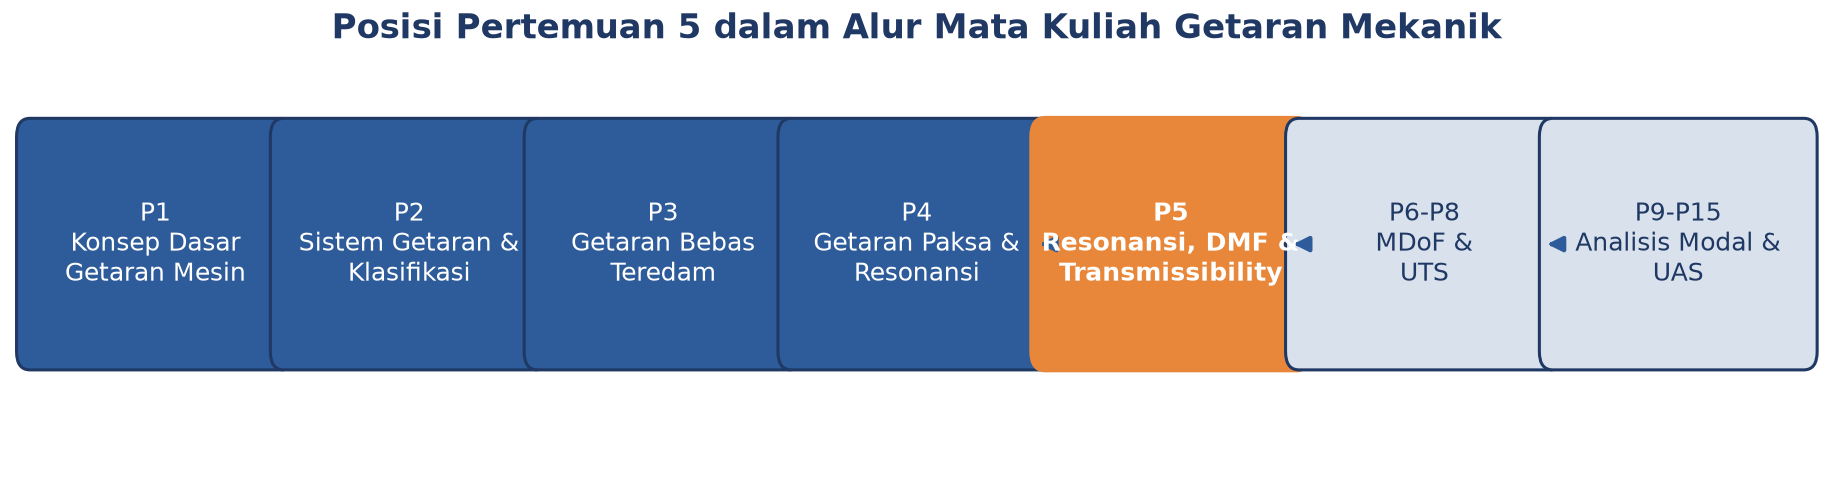 Posisi Pertemuan 5 dalam Alur Mata Kuliah Getaran Mekanik
P1
Konsep Dasar
Getaran Mesin
P2
Sistem Getaran &
Klasifikasi
P3
Getaran Bebas
Teredam
P4
Getaran Paksa &
Resonansi
P5
Resonansi, DMF &
Transmissibility
P6-P8
MDoF &
UTS
P9-P15
Analisis Modal &
UAS